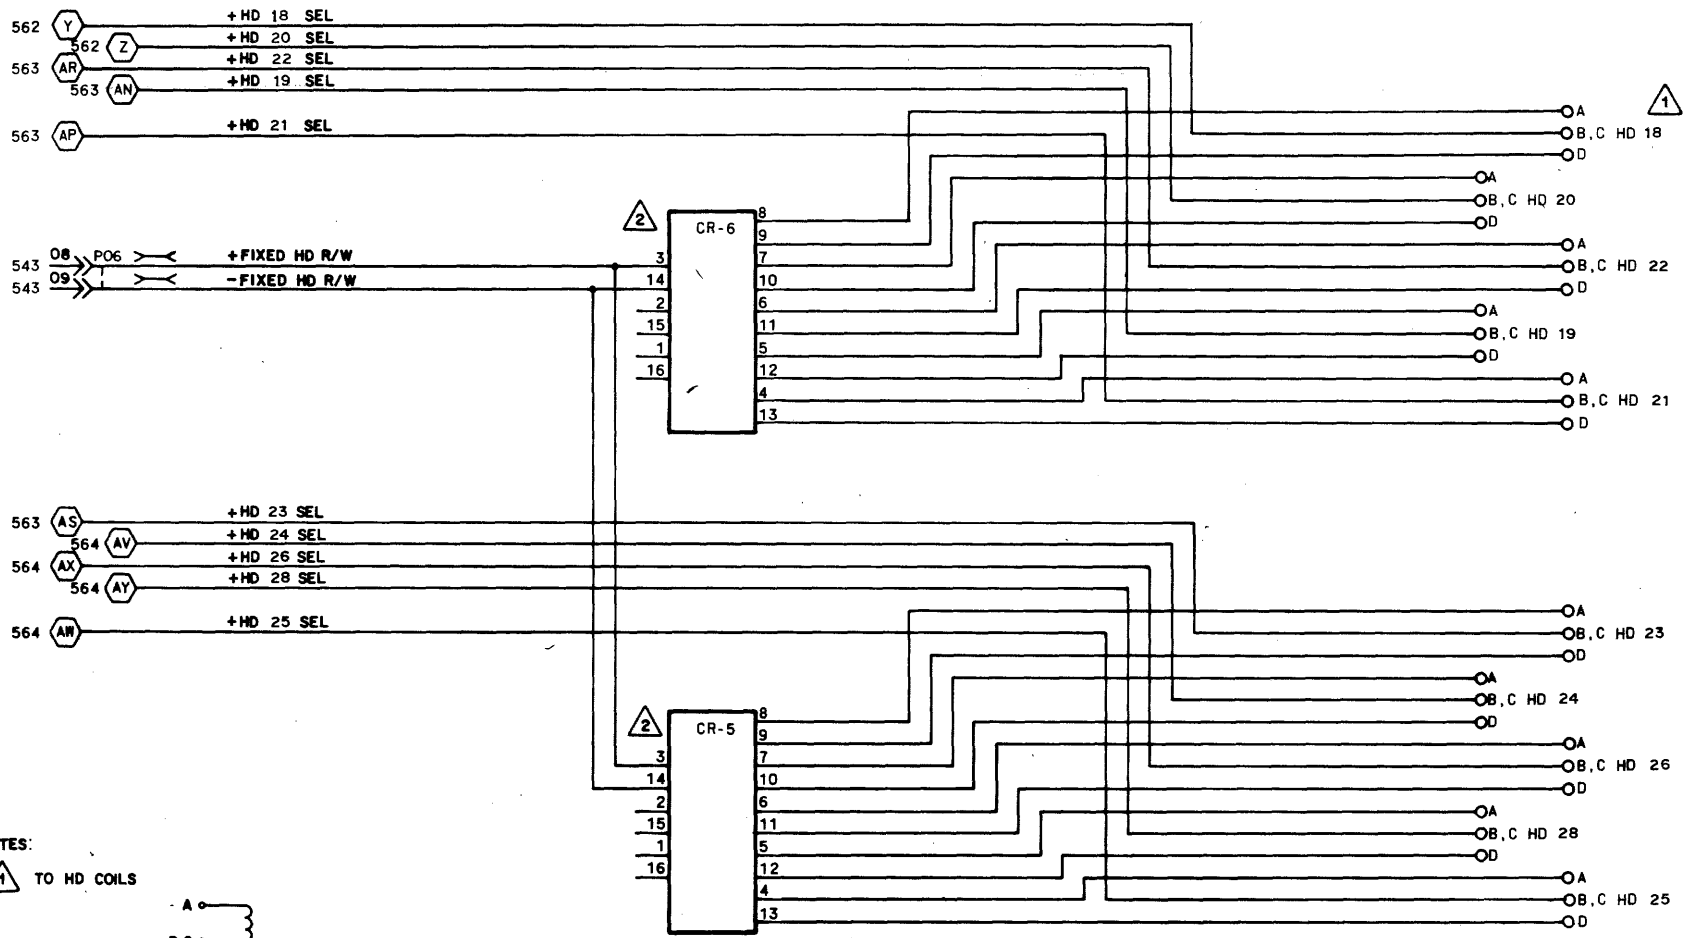 562 Y +HD 18 SEL
562 Z +HD 20 SEL
563 AR +HD 22 SEL
563 AN +HD 19 SEL
563 AP +HD 21 SEL
1
A
B,C HD 18
D
A
B,C HD 20
D
A
B,C HD 22
D
A
B,C HD 19
D
A
B,C HD 21
D
2
CR-6
543 08 P06 +FIXED HD R/W
543 09 -FIXED HD R/W
3
14
2
15
1
16
8
9
7
10
6
11
5
12
4
13
563 AS +HD 23 SEL
564 AV +HD 24 SEL
564 AX +HD 26 SEL
564 AY +HD 28 SEL
564 AW +HD 25 SEL
A
B,C HD 23
D
A
B,C HD 24
D
A
B,C HD 26
D
A
B,C HD 28
D
A
B,C HD 25
D
2
CR-5
3
14
2
15
1
16
8
9
7
10
6
11
5
12
4
13
TES:
1 TO HD COILS
A